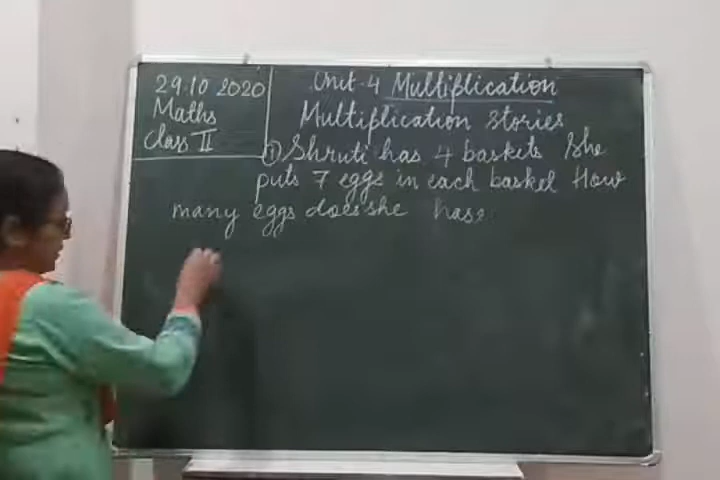 29.10 2020
Maths
Class II
Unit-4 Multiplication
Multiplication Stories
① Shruti has 4 baskets She
puts 7 eggs in each basket How
many eggs does she has